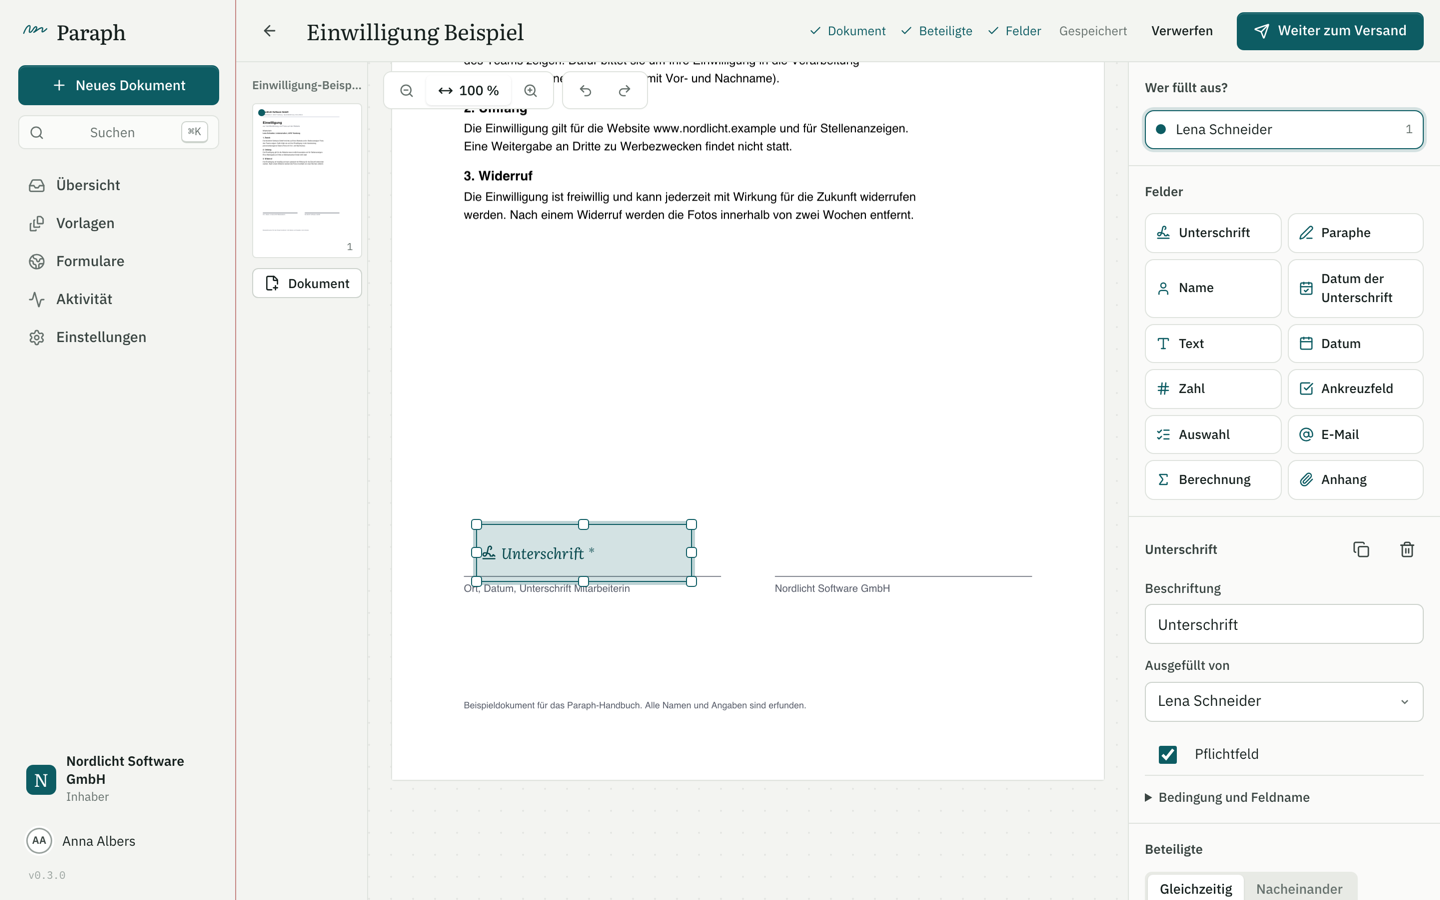 Paraph
Neues Dokument
Suchen
⌘K
Übersicht
Vorlagen
Formulare
Aktivität
Einstellungen
N
Nordlicht Software
GmbH
Inhaber
AA
Anna Albers
v0.3.0
Einwilligung Beispiel
Dokument
Beteiligte
Felder
Gespeichert
Verwerfen
Weiter zum Versand
Einwilligung-Beisp...
1
Dokument
100 %
mit Vor- und Nachname).
2. Umfang
Die Einwilligung gilt für die Website www.nordlicht.example und für Stellenanzeigen.
Eine Weitergabe an Dritte zu Werbezwecken findet nicht statt.
3. Widerruf
Die Einwilligung ist freiwillig und kann jederzeit mit Wirkung für die Zukunft widerrufen
werden. Nach einem Widerruf werden die Fotos innerhalb von zwei Wochen entfernt.
Unterschrift *
Ort, Datum, Unterschrift Mitarbeiterin
Nordlicht Software GmbH
Beispieldokument für das Paraph-Handbuch. Alle Namen und Angaben sind erfunden.
Wer füllt aus?
Lena Schneider
1
Felder
Unterschrift
Paraphe
Name
Datum der
Unterschrift
Text
Datum
Zahl
Ankreuzfeld
Auswahl
E-Mail
Berechnung
Anhang
Unterschrift
Beschriftung
Unterschrift
Ausgefüllt von
Lena Schneider
Pflichtfeld
Bedingung und Feldname
Beteiligte
Gleichzeitig
Nacheinander